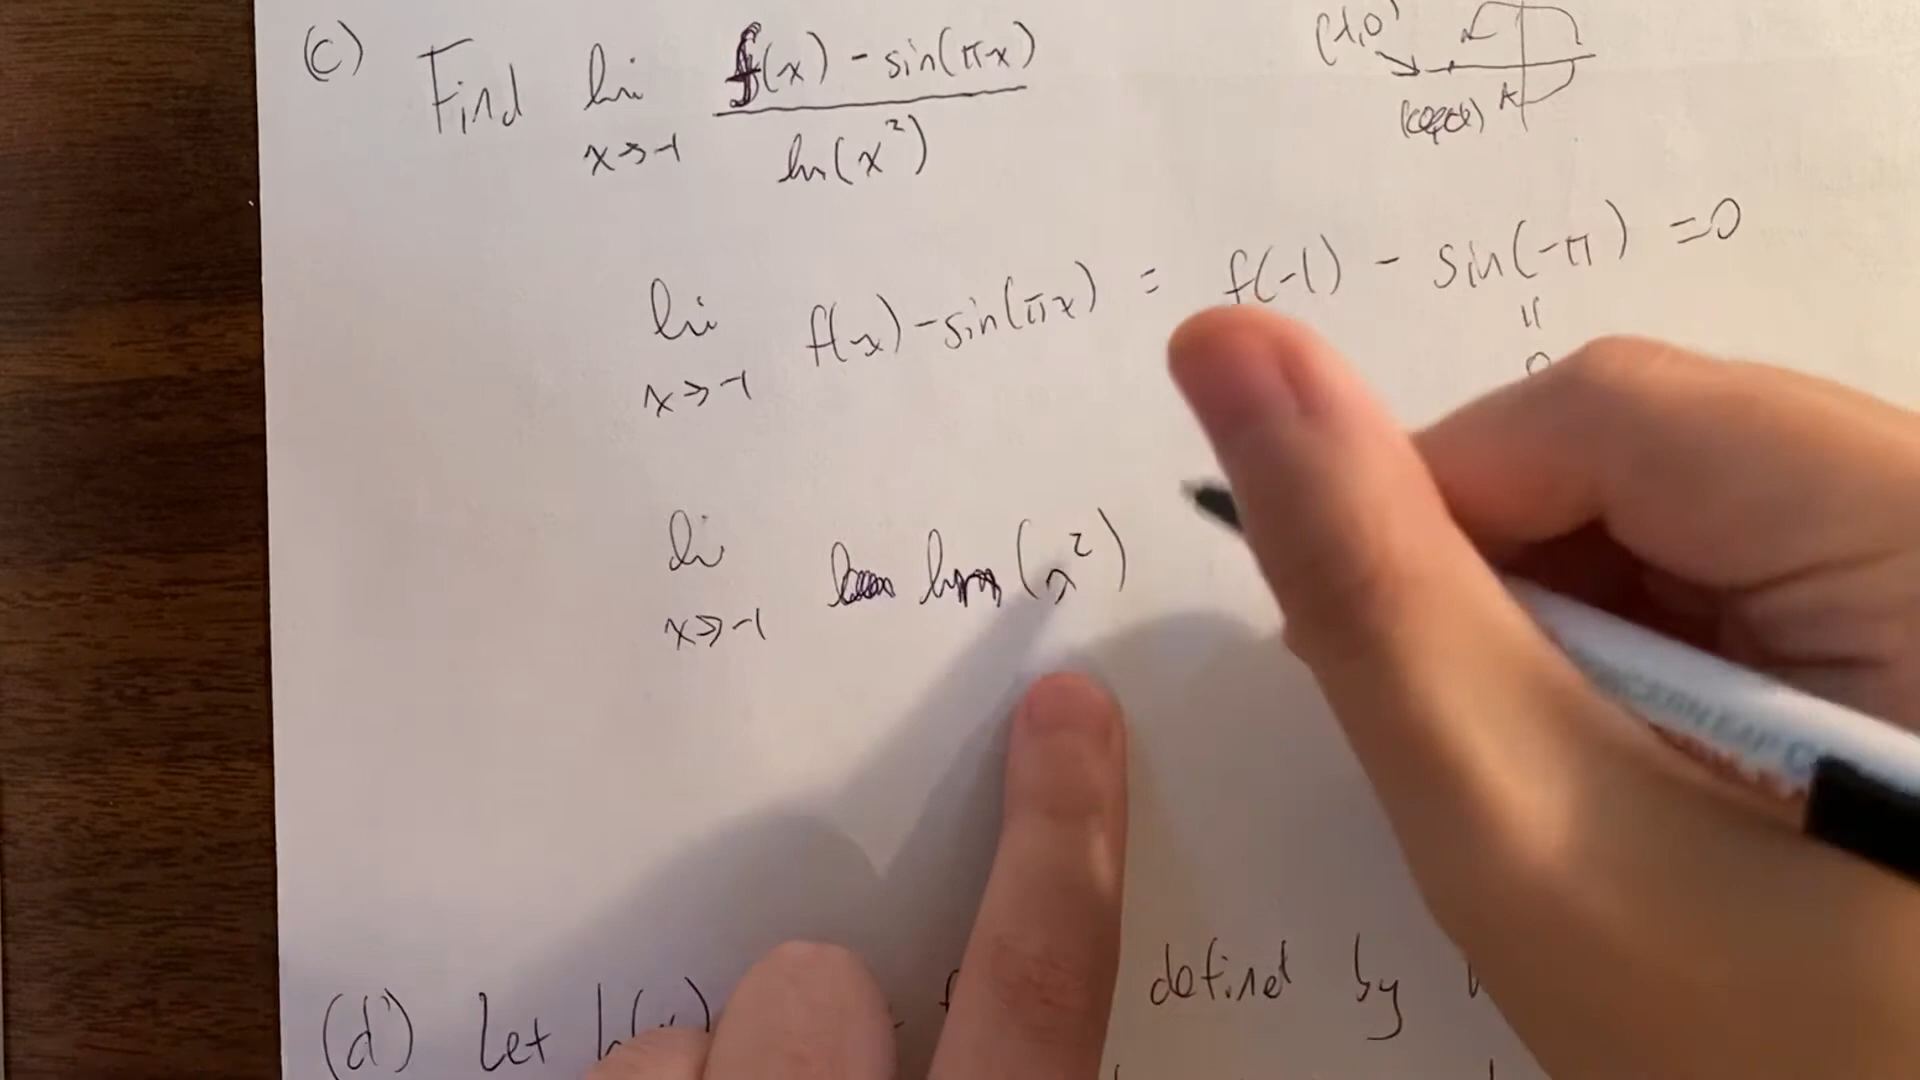 (c) Find lim x→-1 f(x) - sin(πx) / ln(x²)
(-1,0)
lim x→-1 f(x) - sin(πx) = f(-1) - sin(-π) = 0
"
0
lim x→-1 (x²)
(d) Let h(x) defined by